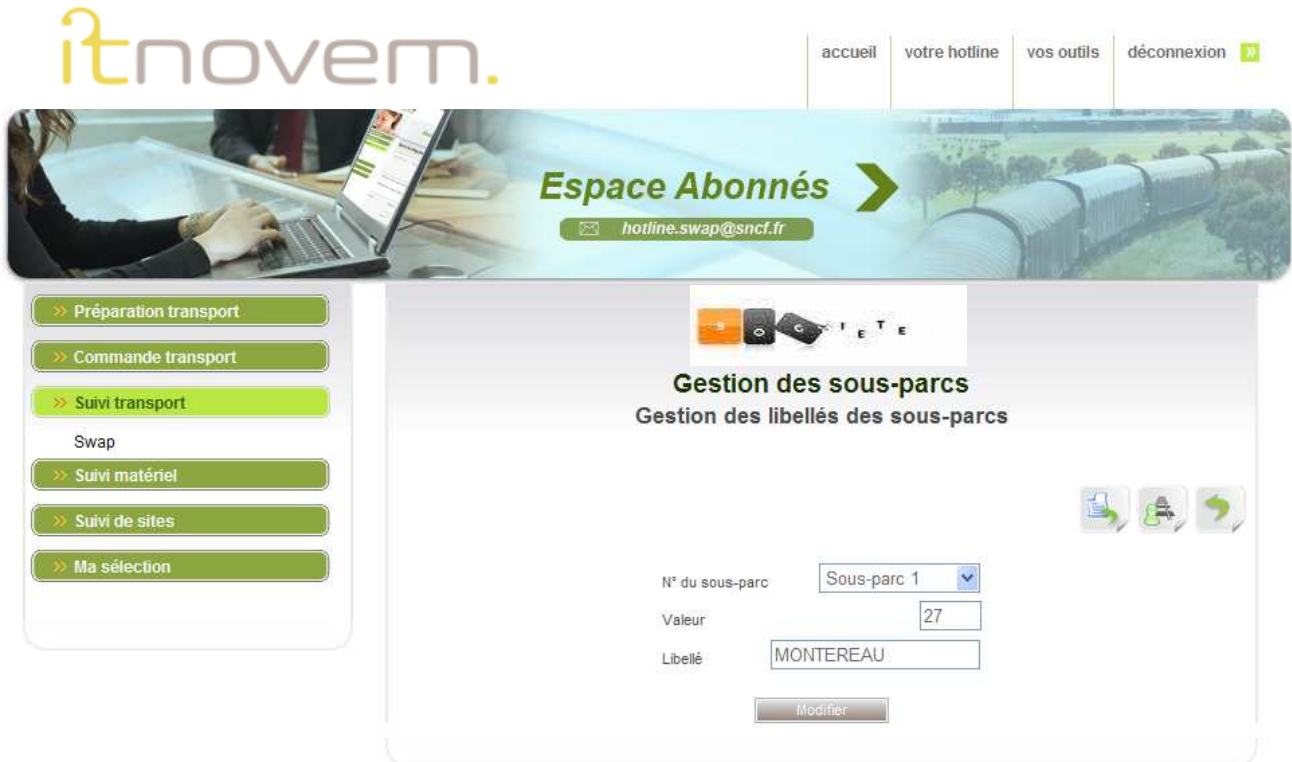 itnovem.
accueil votre hotline vos outils déconnexion
Espace Abonnés
hotline.swap@sncf.fr
Préparation transport
Commande transport
Suivi transport
Swap
Suivi matériel
Suivi de sites
Ma sélection
SOCIETE
Gestion des sous-parcs
Gestion des libellés des sous-parcs
N° du sous-parc Sous-parc 1
Valeur 27
Libellé MONTEREAU
Modifier